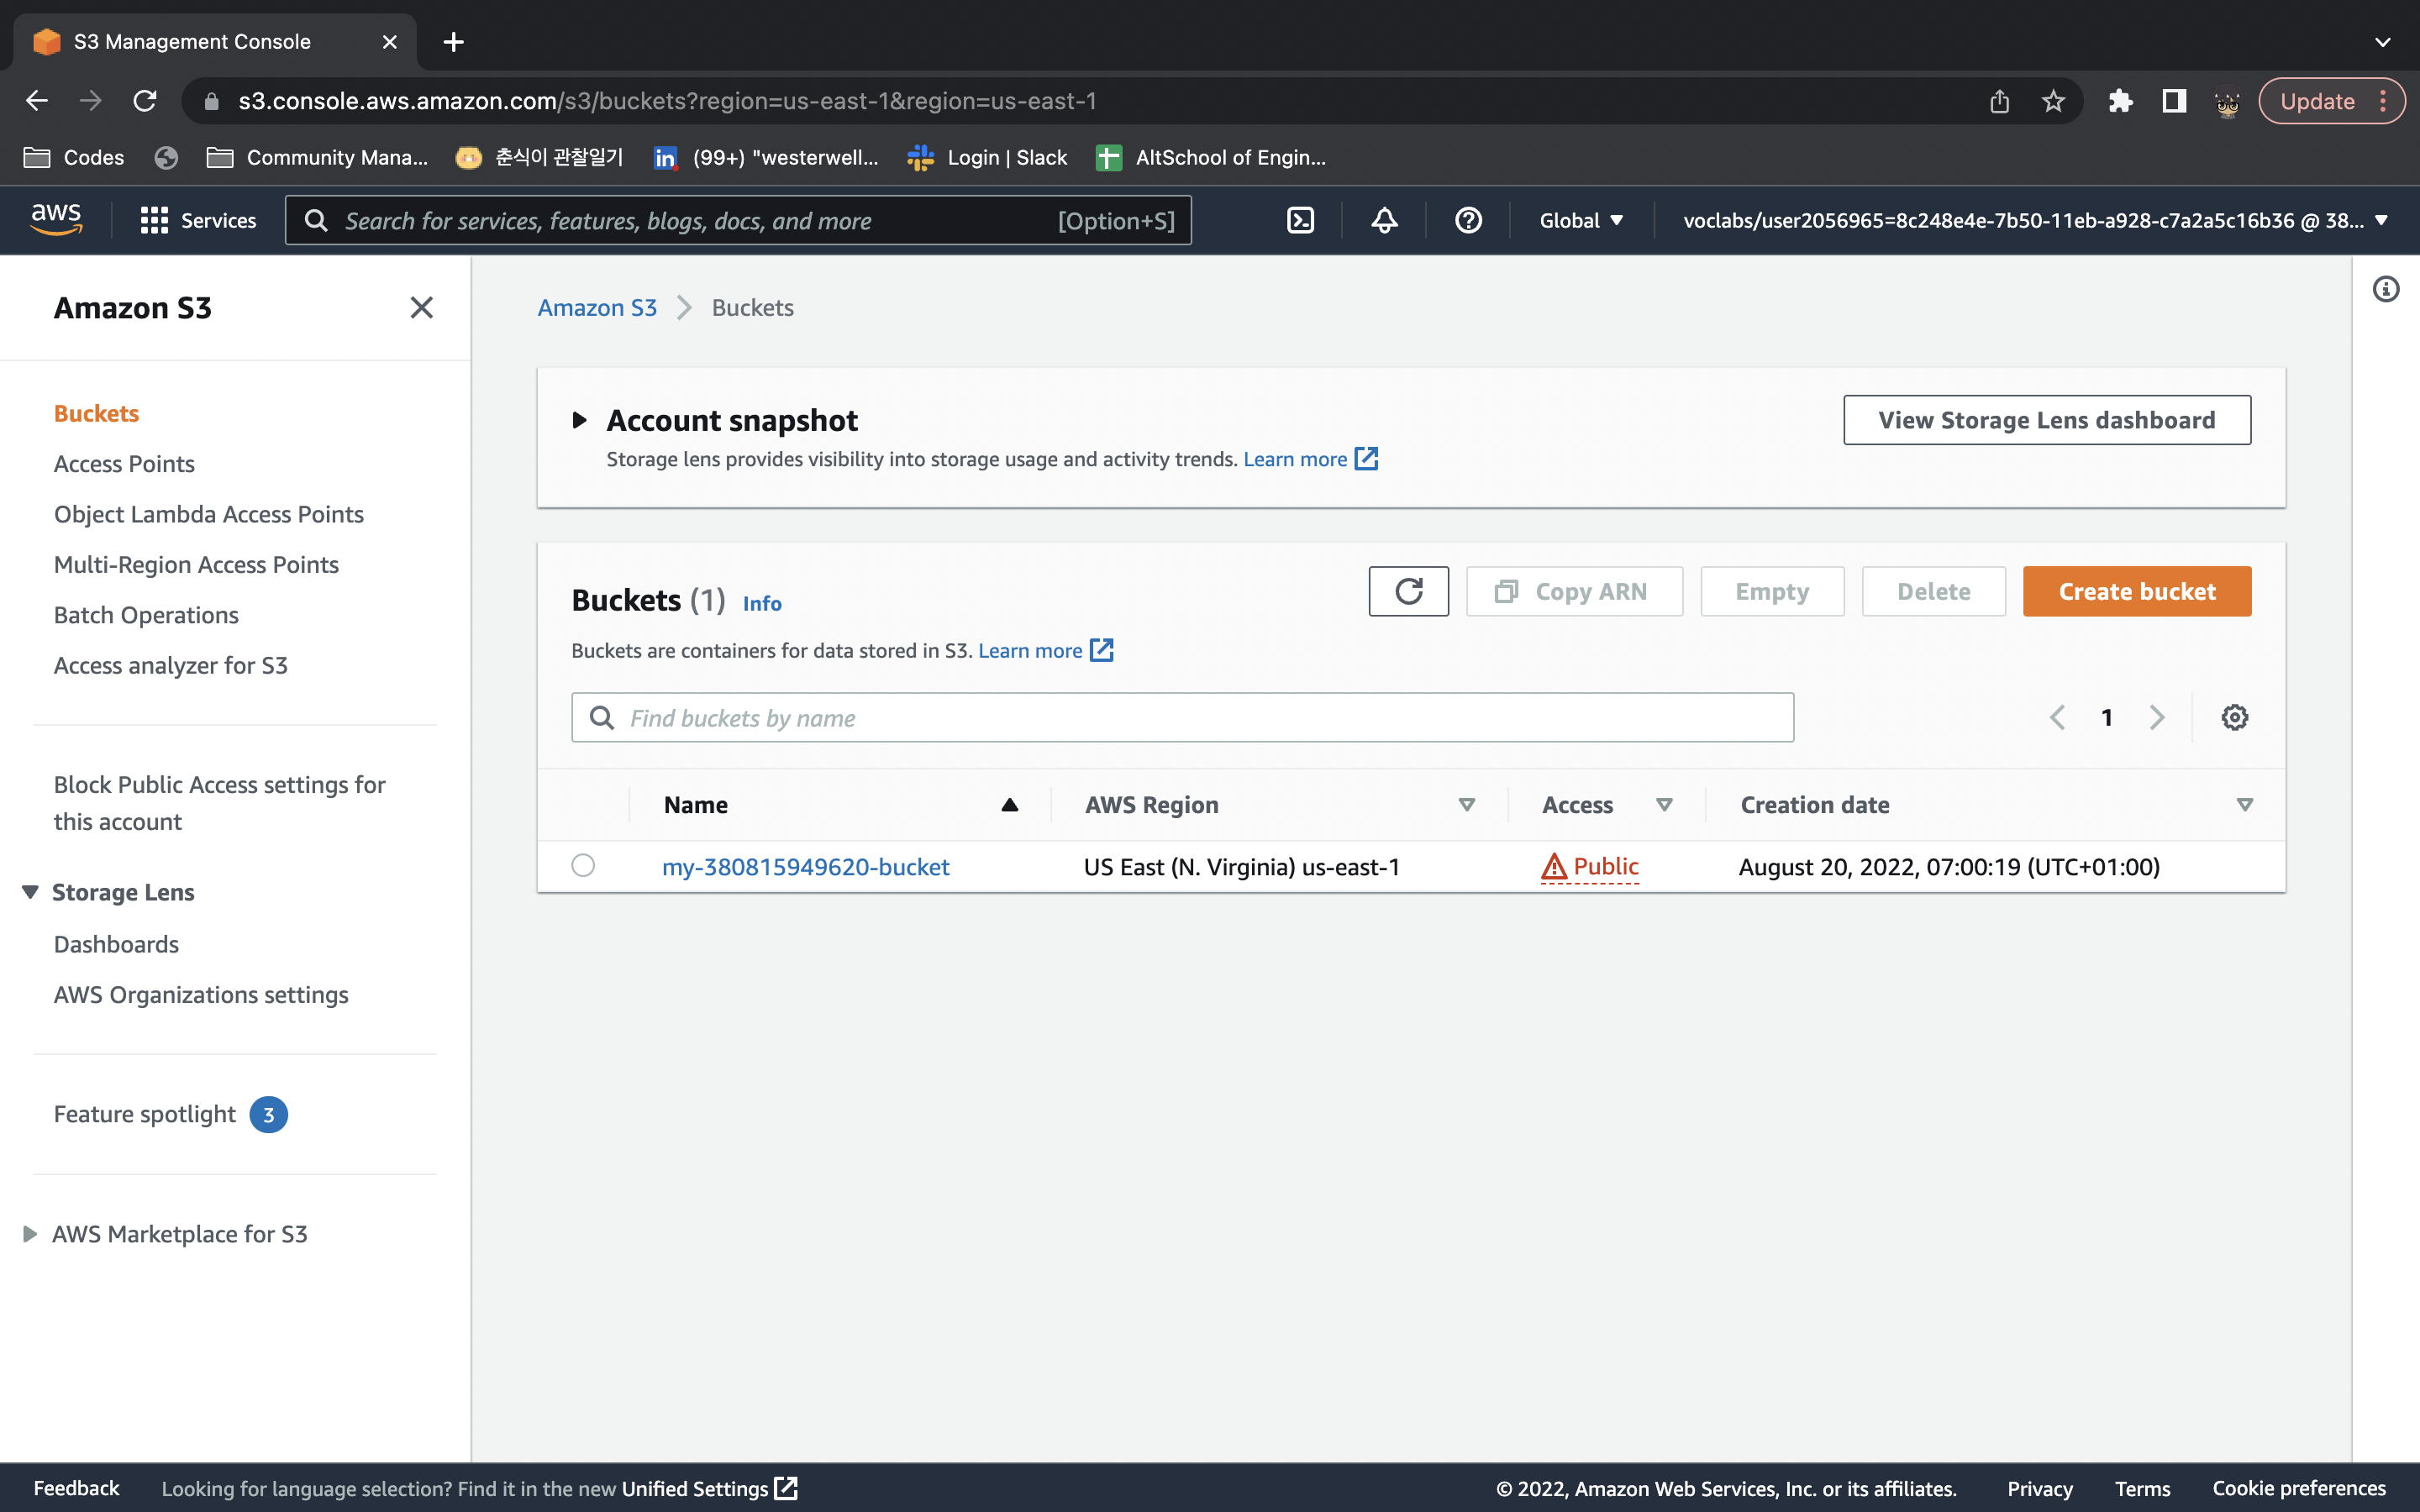 S3 Management Console
s3.console.aws.amazon.com/s3/buckets?region=us-east-1&region=us-east-1
Update
Codes
Community Mana...
춘식이 관찰일기
(99+) "westerwell...
Login | Slack
AltSchool of Engin...
aws
Services
Search for services, features, blogs, docs, and more
[Option+S]
Global
voclabs/user2056965=8c248e4e-7b50-11eb-a928-c7a2a5c16b36 @ 38...
Amazon S3
Buckets
Access Points
Object Lambda Access Points
Multi-Region Access Points
Batch Operations
Access analyzer for S3
Block Public Access settings for
this account
Storage Lens
Dashboards
AWS Organizations settings
Feature spotlight 3
AWS Marketplace for S3
Amazon S3 > Buckets
Account snapshot
Storage lens provides visibility into storage usage and activity trends. Learn more
View Storage Lens dashboard
Buckets (1) Info
Copy ARN
Empty
Delete
Create bucket
Buckets are containers for data stored in S3. Learn more
Find buckets by name
1
Name AWS Region Access Creation date
my-380815949620-bucket US East (N. Virginia) us-east-1 Public August 20, 2022, 07:00:19 (UTC+01:00)
Feedback
Looking for language selection? Find it in the new Unified Settings
© 2022, Amazon Web Services, Inc. or its affiliates.
Privacy
Terms
Cookie preferences